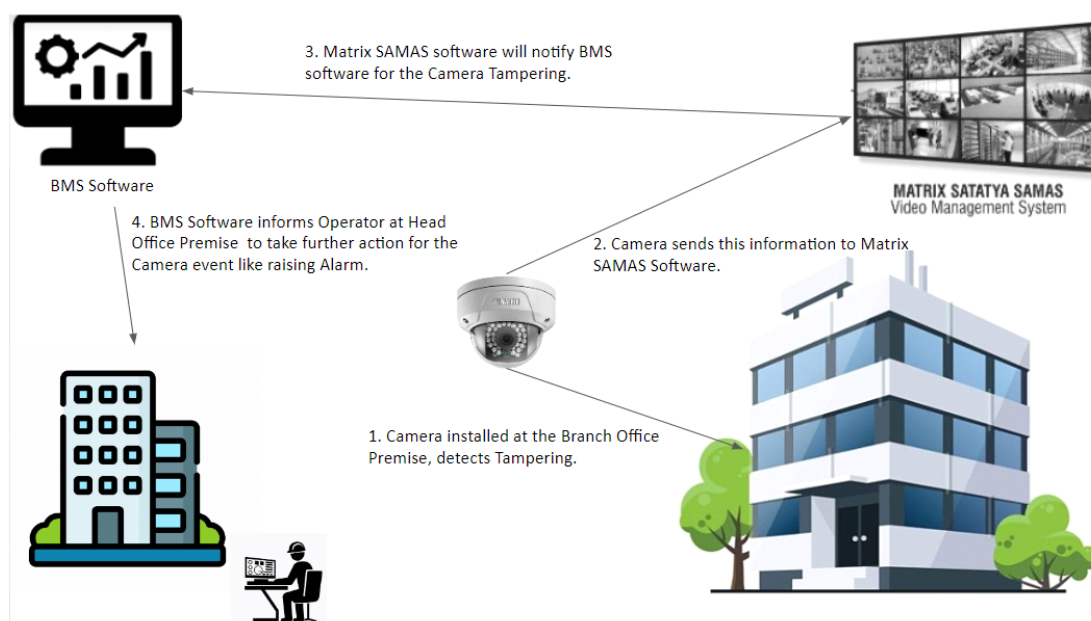 3. Matrix SAMAS software will notify BMS
software for the Camera Tampering.
BMS Software
MATRIX SATATYA SAMAS
Video Management System
4. BMS Software informs Operator at Head
Office Premise to take further action for the
Camera event like raising Alarm.
2. Camera sends this information to Matrix
SAMAS Software.
1. Camera installed at the Branch Office
Premise, detects Tampering.